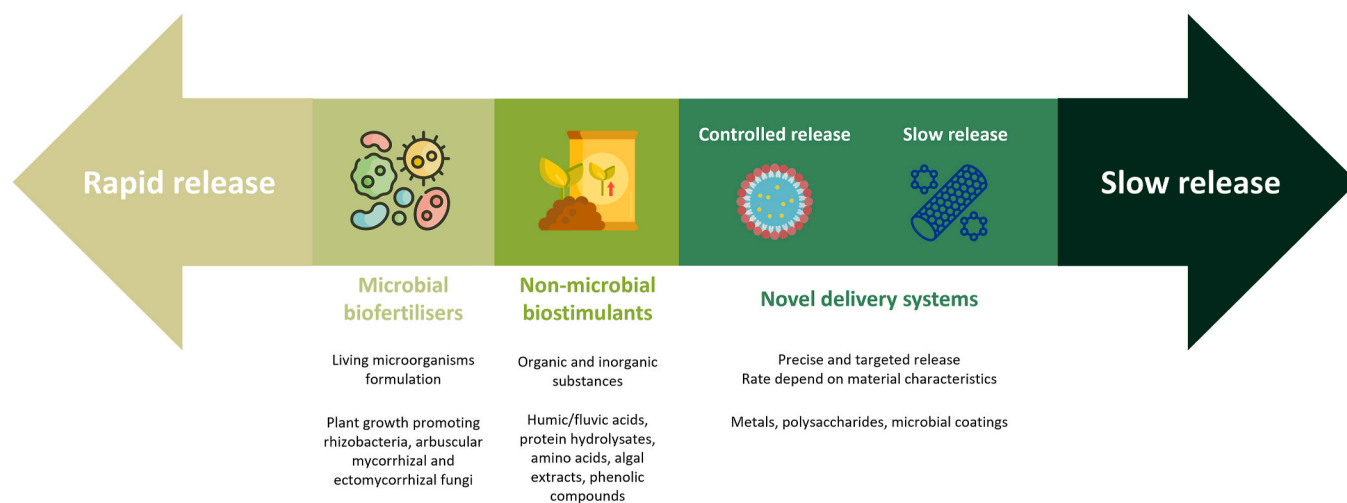 Rapid release
Controlled release
Slow release
Slow release
Microbial
biofertilisers
Living microorganisms
formulation
Plant growth promoting
rhizobacteria, arbuscular
mycorrhizal and
ectomycorrhizal fungi
Non-microbial
biostimulants
Organic and inorganic
substances
Humic/fluvic acids,
protein hydrolysates,
amino acids, algal
extracts, phenolic
compounds
Novel delivery systems
Precise and targeted release
Rate depend on material characteristics
Metals, polysaccharides, microbial coatings